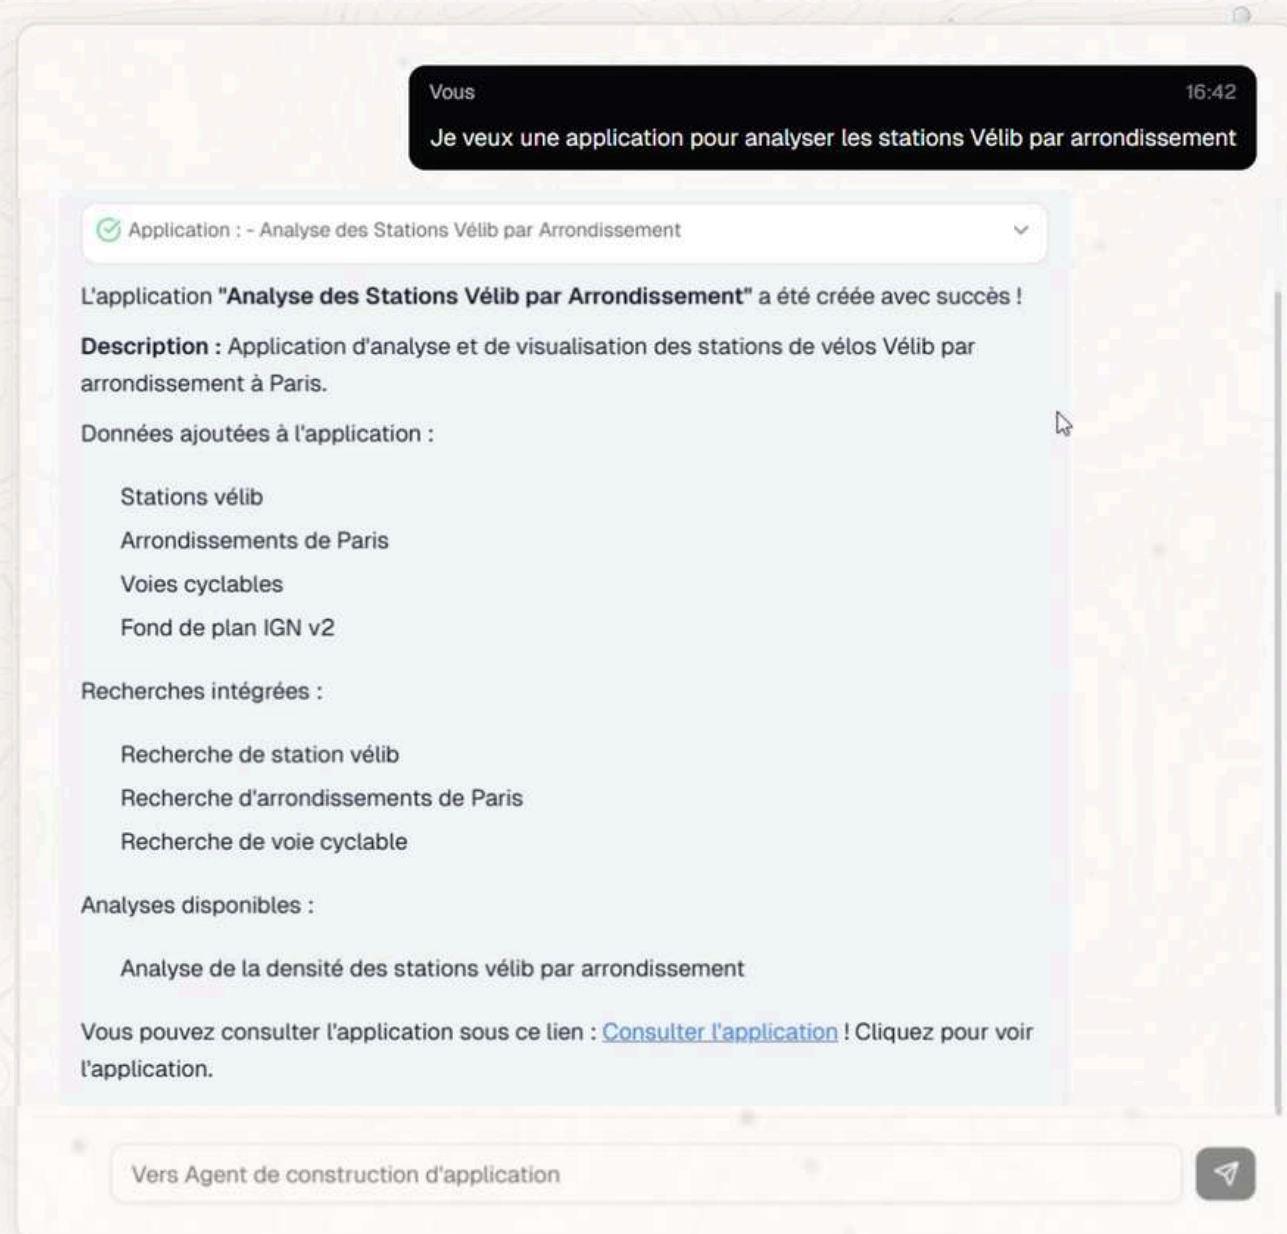 Vous 16:42
Je veux une application pour analyser les stations Vélib par arrondissement
Application : - Analyse des Stations Vélib par Arrondissement
L'application "Analyse des Stations Vélib par Arrondissement" a été créée avec succès !
Description : Application d'analyse et de visualisation des stations de vélos Vélib par
arrondissement à Paris.
Données ajoutées à l'application :
Stations vélib
Arrondissements de Paris
Voies cyclables
Fond de plan IGN v2
Recherches intégrées :
Recherche de station vélib
Recherche d'arrondissements de Paris
Recherche de voie cyclable
Analyses disponibles :
Analyse de la densité des stations vélib par arrondissement
Vous pouvez consulter l'application sous ce lien : Consulter l'application ! Cliquez pour voir
l'application.
Vers Agent de construction d'application